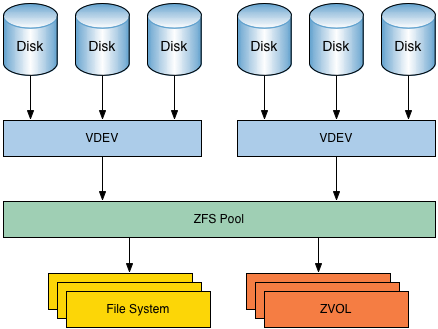 Disk Disk Disk Disk Disk Disk
VDEV VDEV
ZFS Pool
File System ZVOL